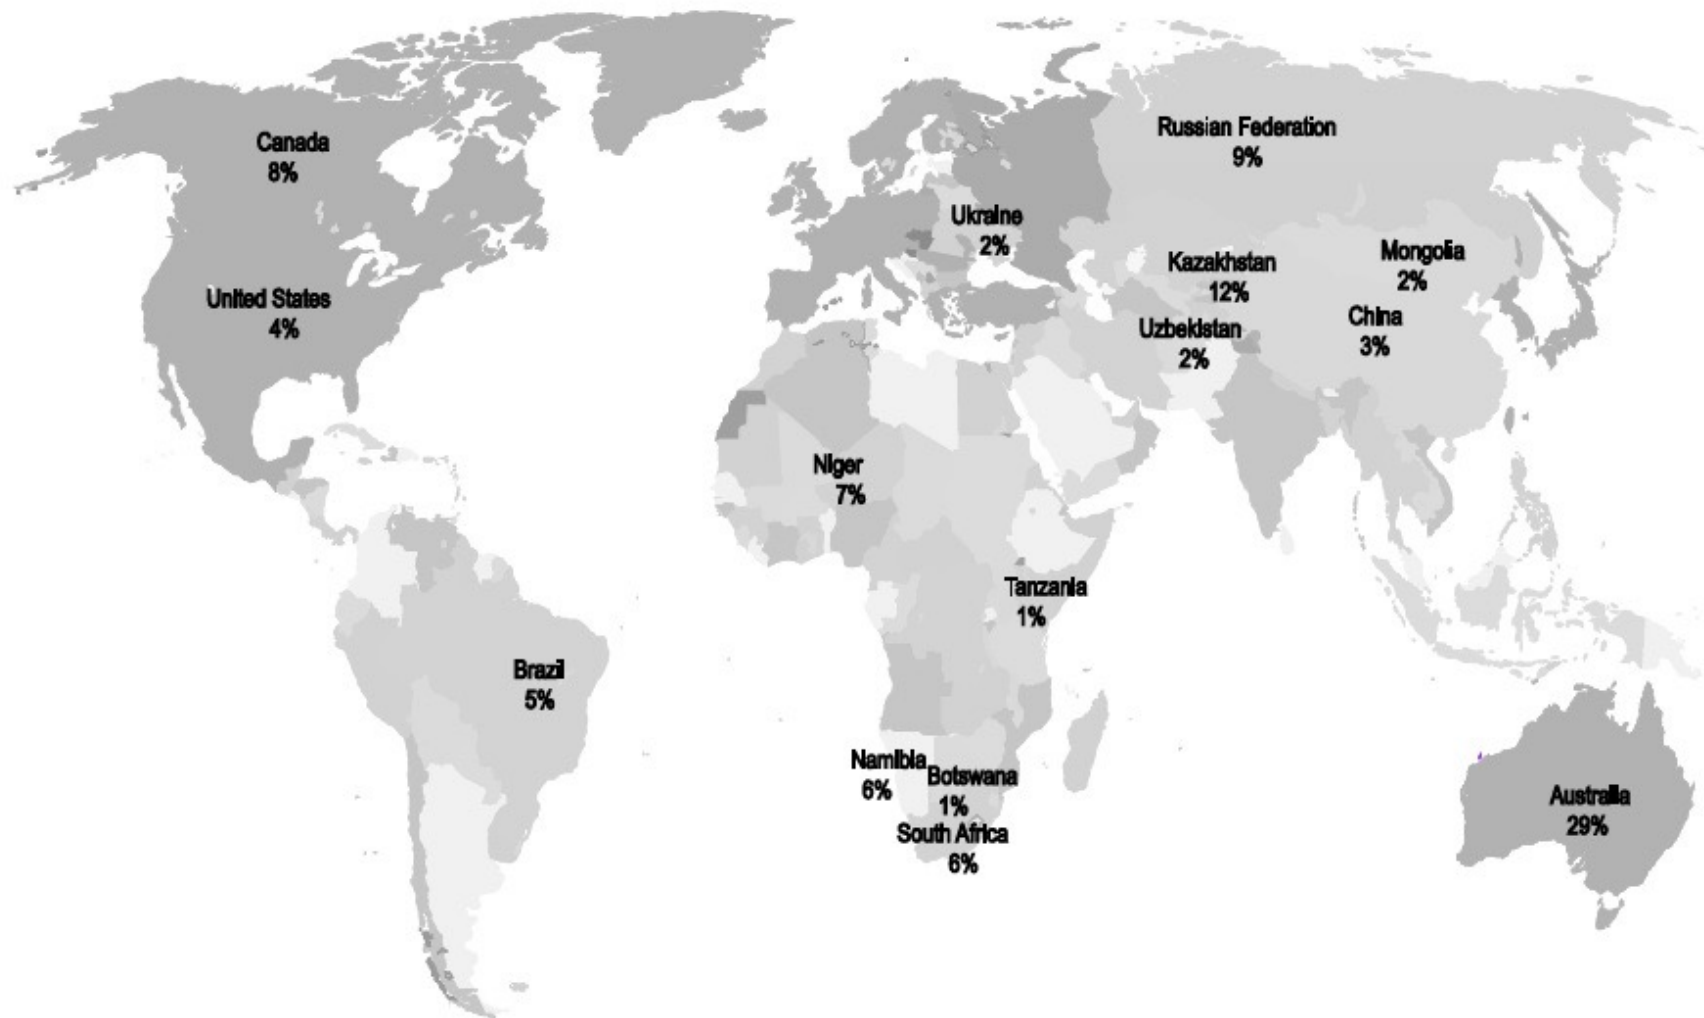 Canada
8%
Russian Federation
9%
Ukraine
2%
Kazakhstan
12%
Mongolia
2%
United States
4%
China
3%
Uzbekistan
2%
Niger
7%
Tanzania
1%
Brazil
5%
Namibia
6%
Botswana
1%
Australia
29%
South Africa
6%